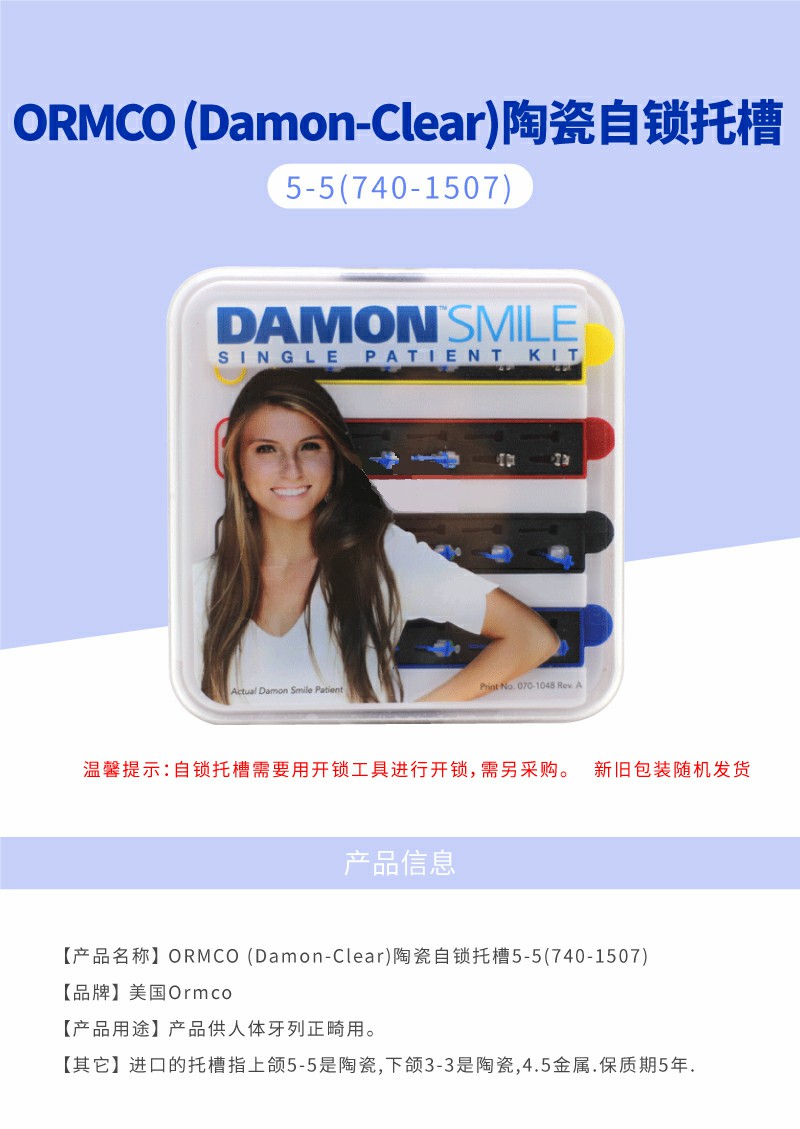 ORMCO (Damon-Clear)陶瓷自锁托槽
5-5(740-1507)
DAMON™ SMILE
SINGLE PATIENT KIT
Actual Damon Smile Patient
Print No. 070-1048 Rev. A
温馨提示:自锁托槽需要用开锁工具进行开锁,需另采购。 新旧包装随机发货
产品信息
【产品名称】ORMCO (Damon-Clear)陶瓷自锁托槽5-5(740-1507)
【品牌】美国Ormco
【产品用途】产品供人体牙列正畸用。
【其它】进口的托槽指上颌5-5是陶瓷,下颌3-3是陶瓷,4.5金属.保质期5年.